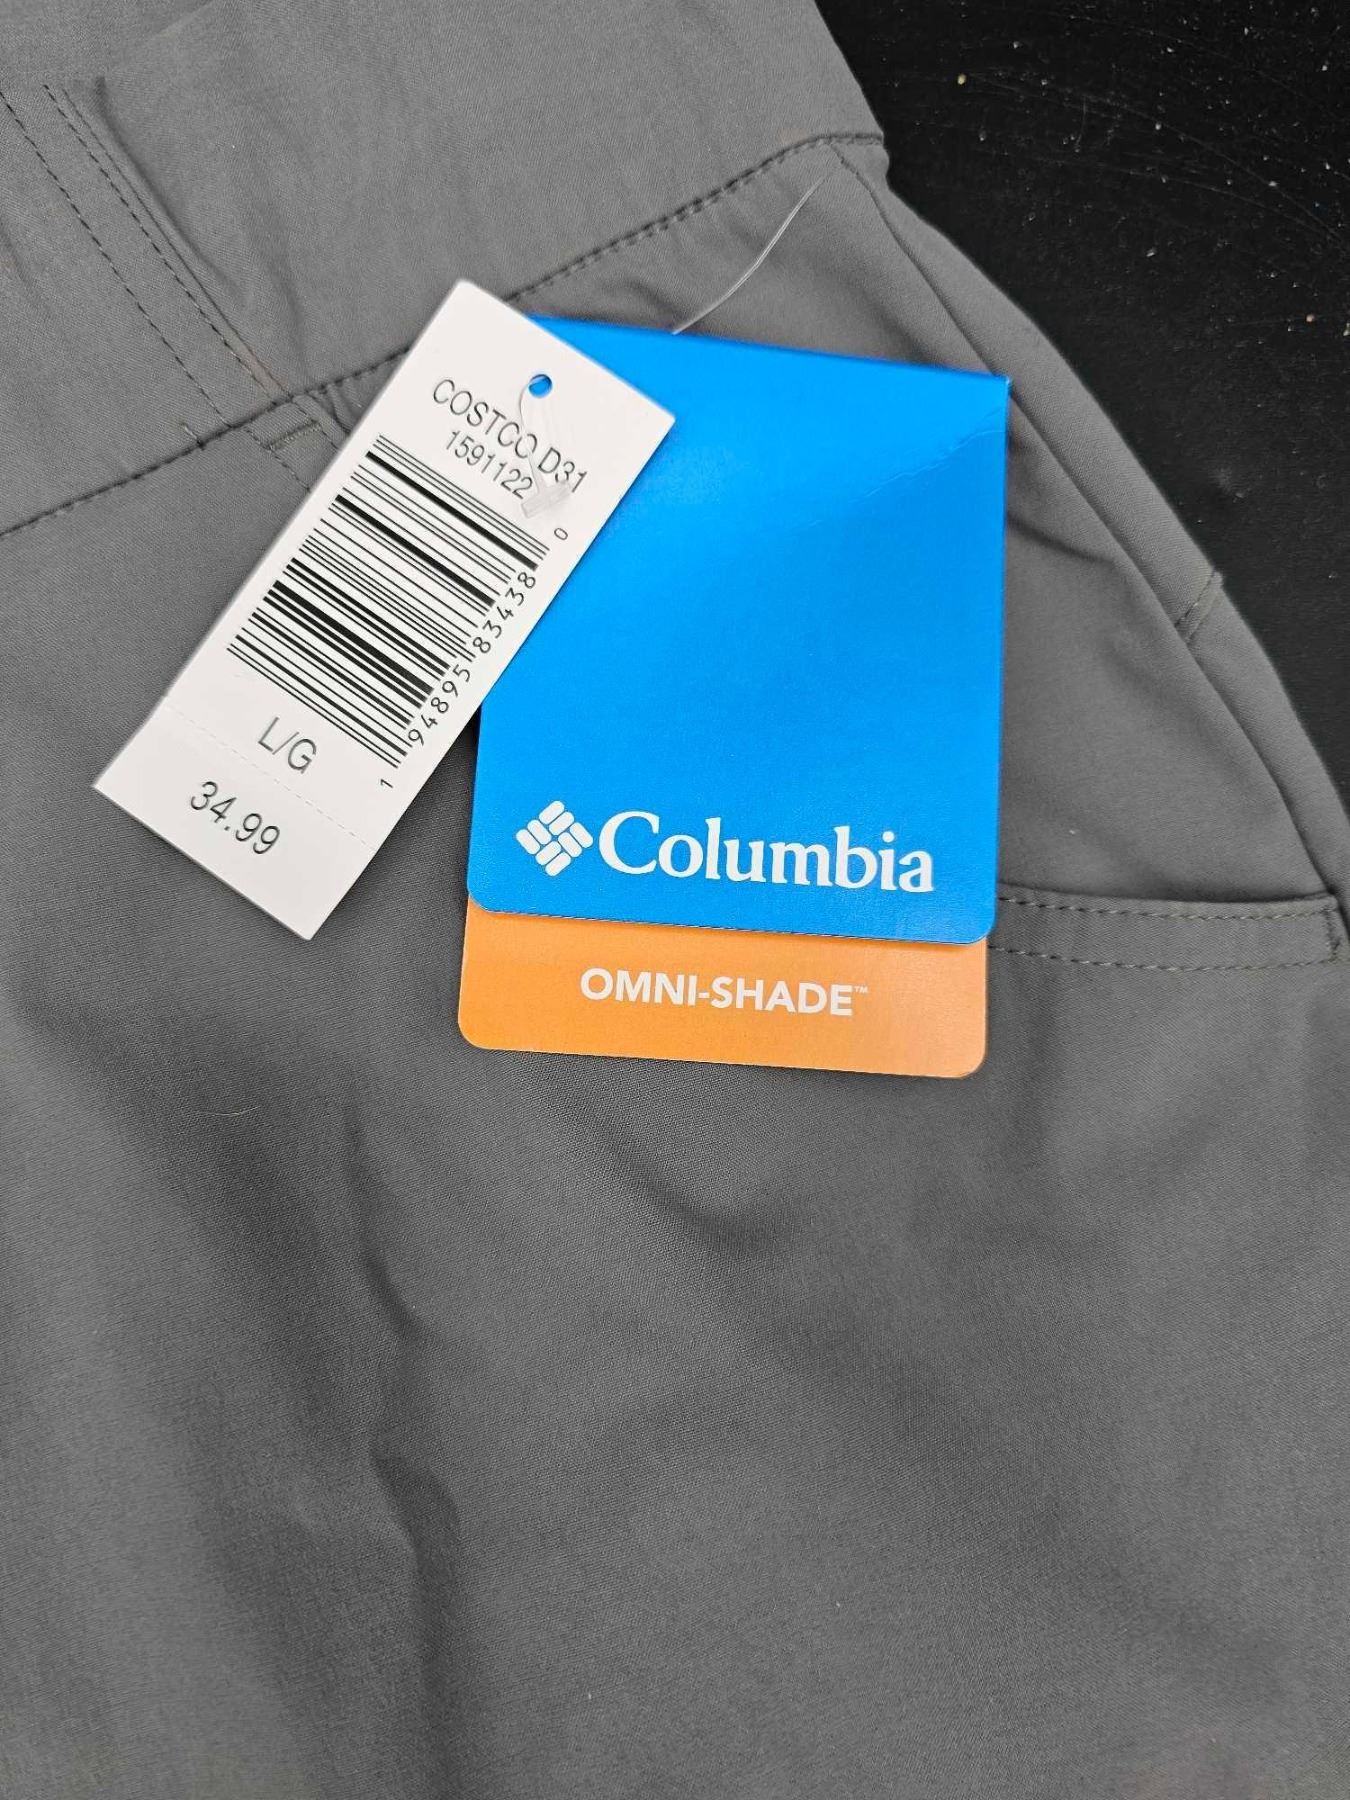 COSTCO D31
1591122
1 94895 83438 0
L/G
34.99
Columbia
OMNI-SHADE™